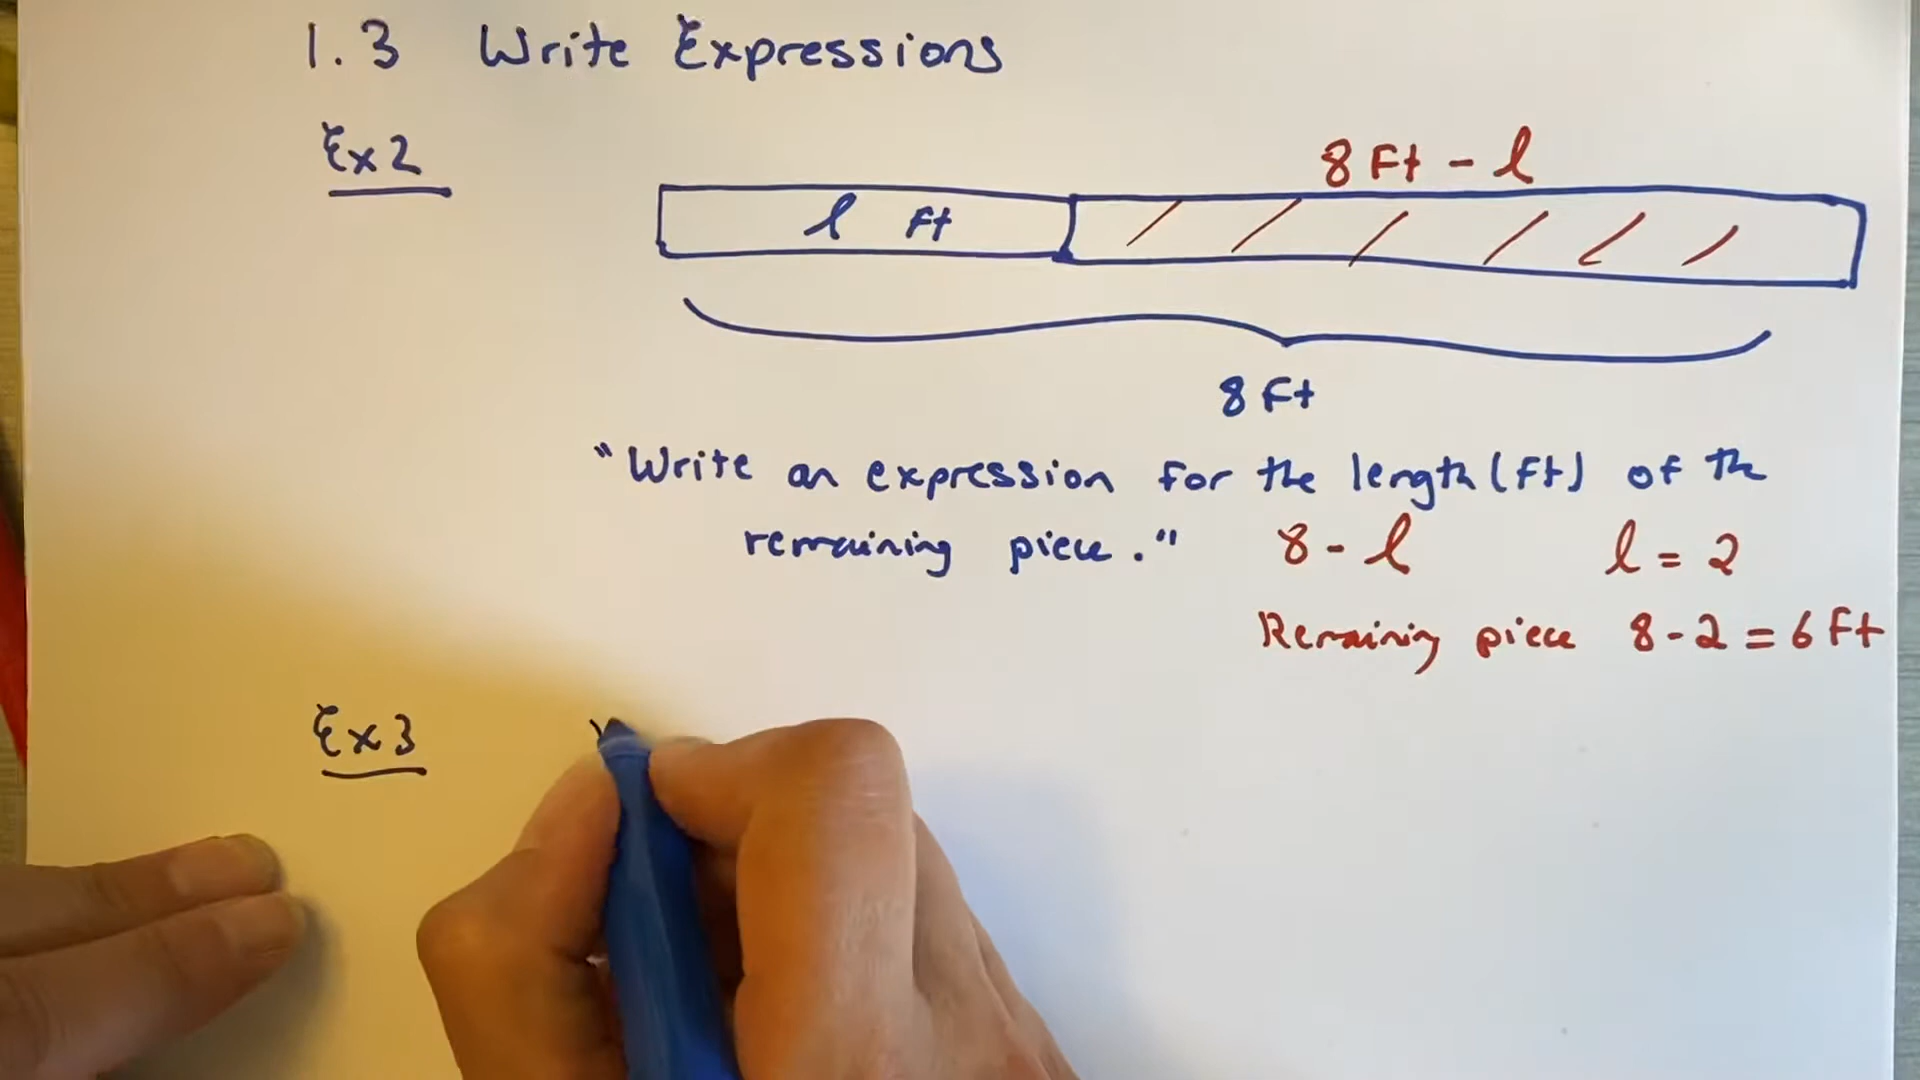 1.3 Write Expressions
Ex 2
8 Ft - l
l Ft
8 Ft
"Write an expression for the length (ft) of the
remaining piece."
8 - l
l = 2
Remaining piece 8 - 2 = 6 Ft
Ex 3